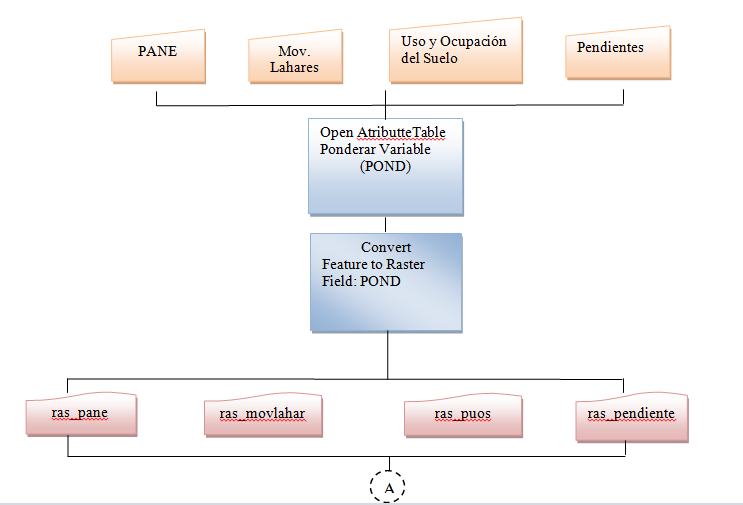 PANE
Mov.
Lahares
Uso y Ocupación
del Suelo
Pendientes
Open AtributteTable
Ponderar Variable
(POND)
Convert
Feature to Raster
Field: POND
ras_pane
ras_movlahar
ras_puos
ras_pendiente
A